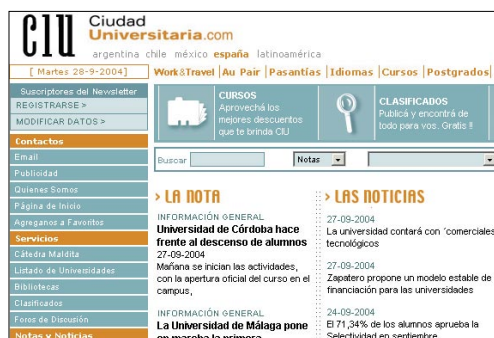 CIU
Ciudad
Universitaria.com
argentina chile méxico españa latinoamérica
[ Martes 28-9-2004]
Work&Travel | Au Pair | Pasantías | Idiomas | Cursos | Postgrados|
Suscriptores del Newsletter
REGISTRARSE >
MODIFICAR DATOS >
CURSOS
Aprovechá los
mejores descuentos
que te brinda CIU
CLASIFICADOS
Publicá y encontrá de
todo para vos. Gratis !!
Contactos
Email
Publicidad
Quienes Somos
Página de Inicio
Agreganos a Favoritos
Servicios
Cátedra Maldita
Listado de Universidades
Bibliotecas
Clasificados
Foros de Discusión
Notas y Noticias
Buscar
Notas
> LA NOTA
INFORMACIÓN GENERAL
Universidad de Córdoba hace
frente al descenso de alumnos
27-09-2004
Mañana se inician las actividades,
con la apertura oficial del curso en el
campus,
INFORMACIÓN GENERAL
La Universidad de Málaga pone
en marcha la primera
> LAS NOTICIAS
27-09-2004
La universidad contará con 'comerciales
tecnológicos
27-09-2004
Zapatero propone un modelo estable de
financiación para las universidades
24-09-2004
El 71,34% de los alumnos aprueba la
Selectividad en septiembre